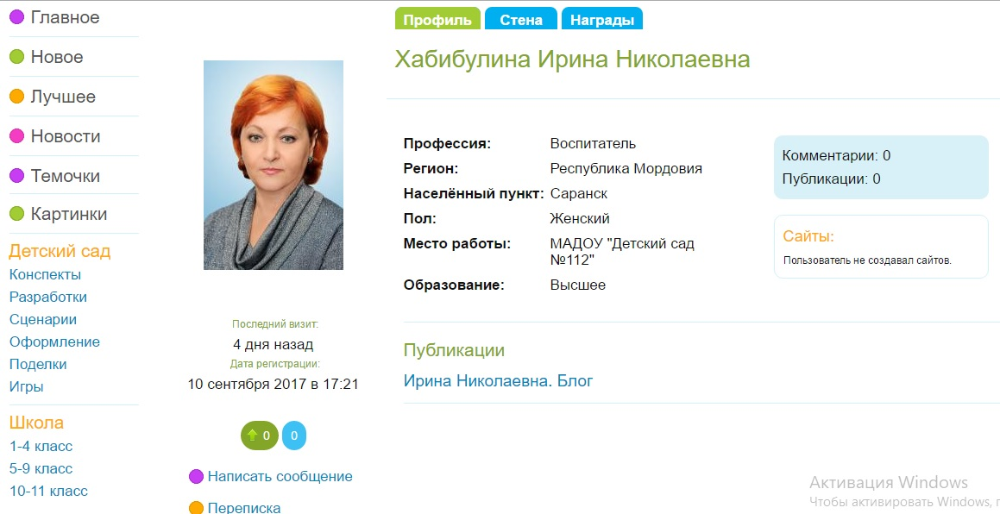 Главное
Новое
Лучшее
Новости
Темочки
Картинки
Детский сад
Конспекты
Разработки
Сценарии
Оформление
Поделки
Игры
Школа
1-4 класс
5-9 класс
10-11 класс
Последний визит:
4 дня назад
Дата регистрации:
10 сентября 2017 в 17:21
0 0
Написать сообщение
Переписка
Профиль Стена Награды
Хабибулина Ирина Николаевна
Профессия: Воспитатель
Регион: Республика Мордовия
Населённый пункт: Саранск
Пол: Женский
Место работы: МАДОУ "Детский сад
№112"
Образование: Высшее
Публикации
Ирина Николаевна. Блог
Комментарии: 0
Публикации: 0
Сайты:
Пользователь не создавал сайтов.
Активация Windows
Чтобы активировать Windows,